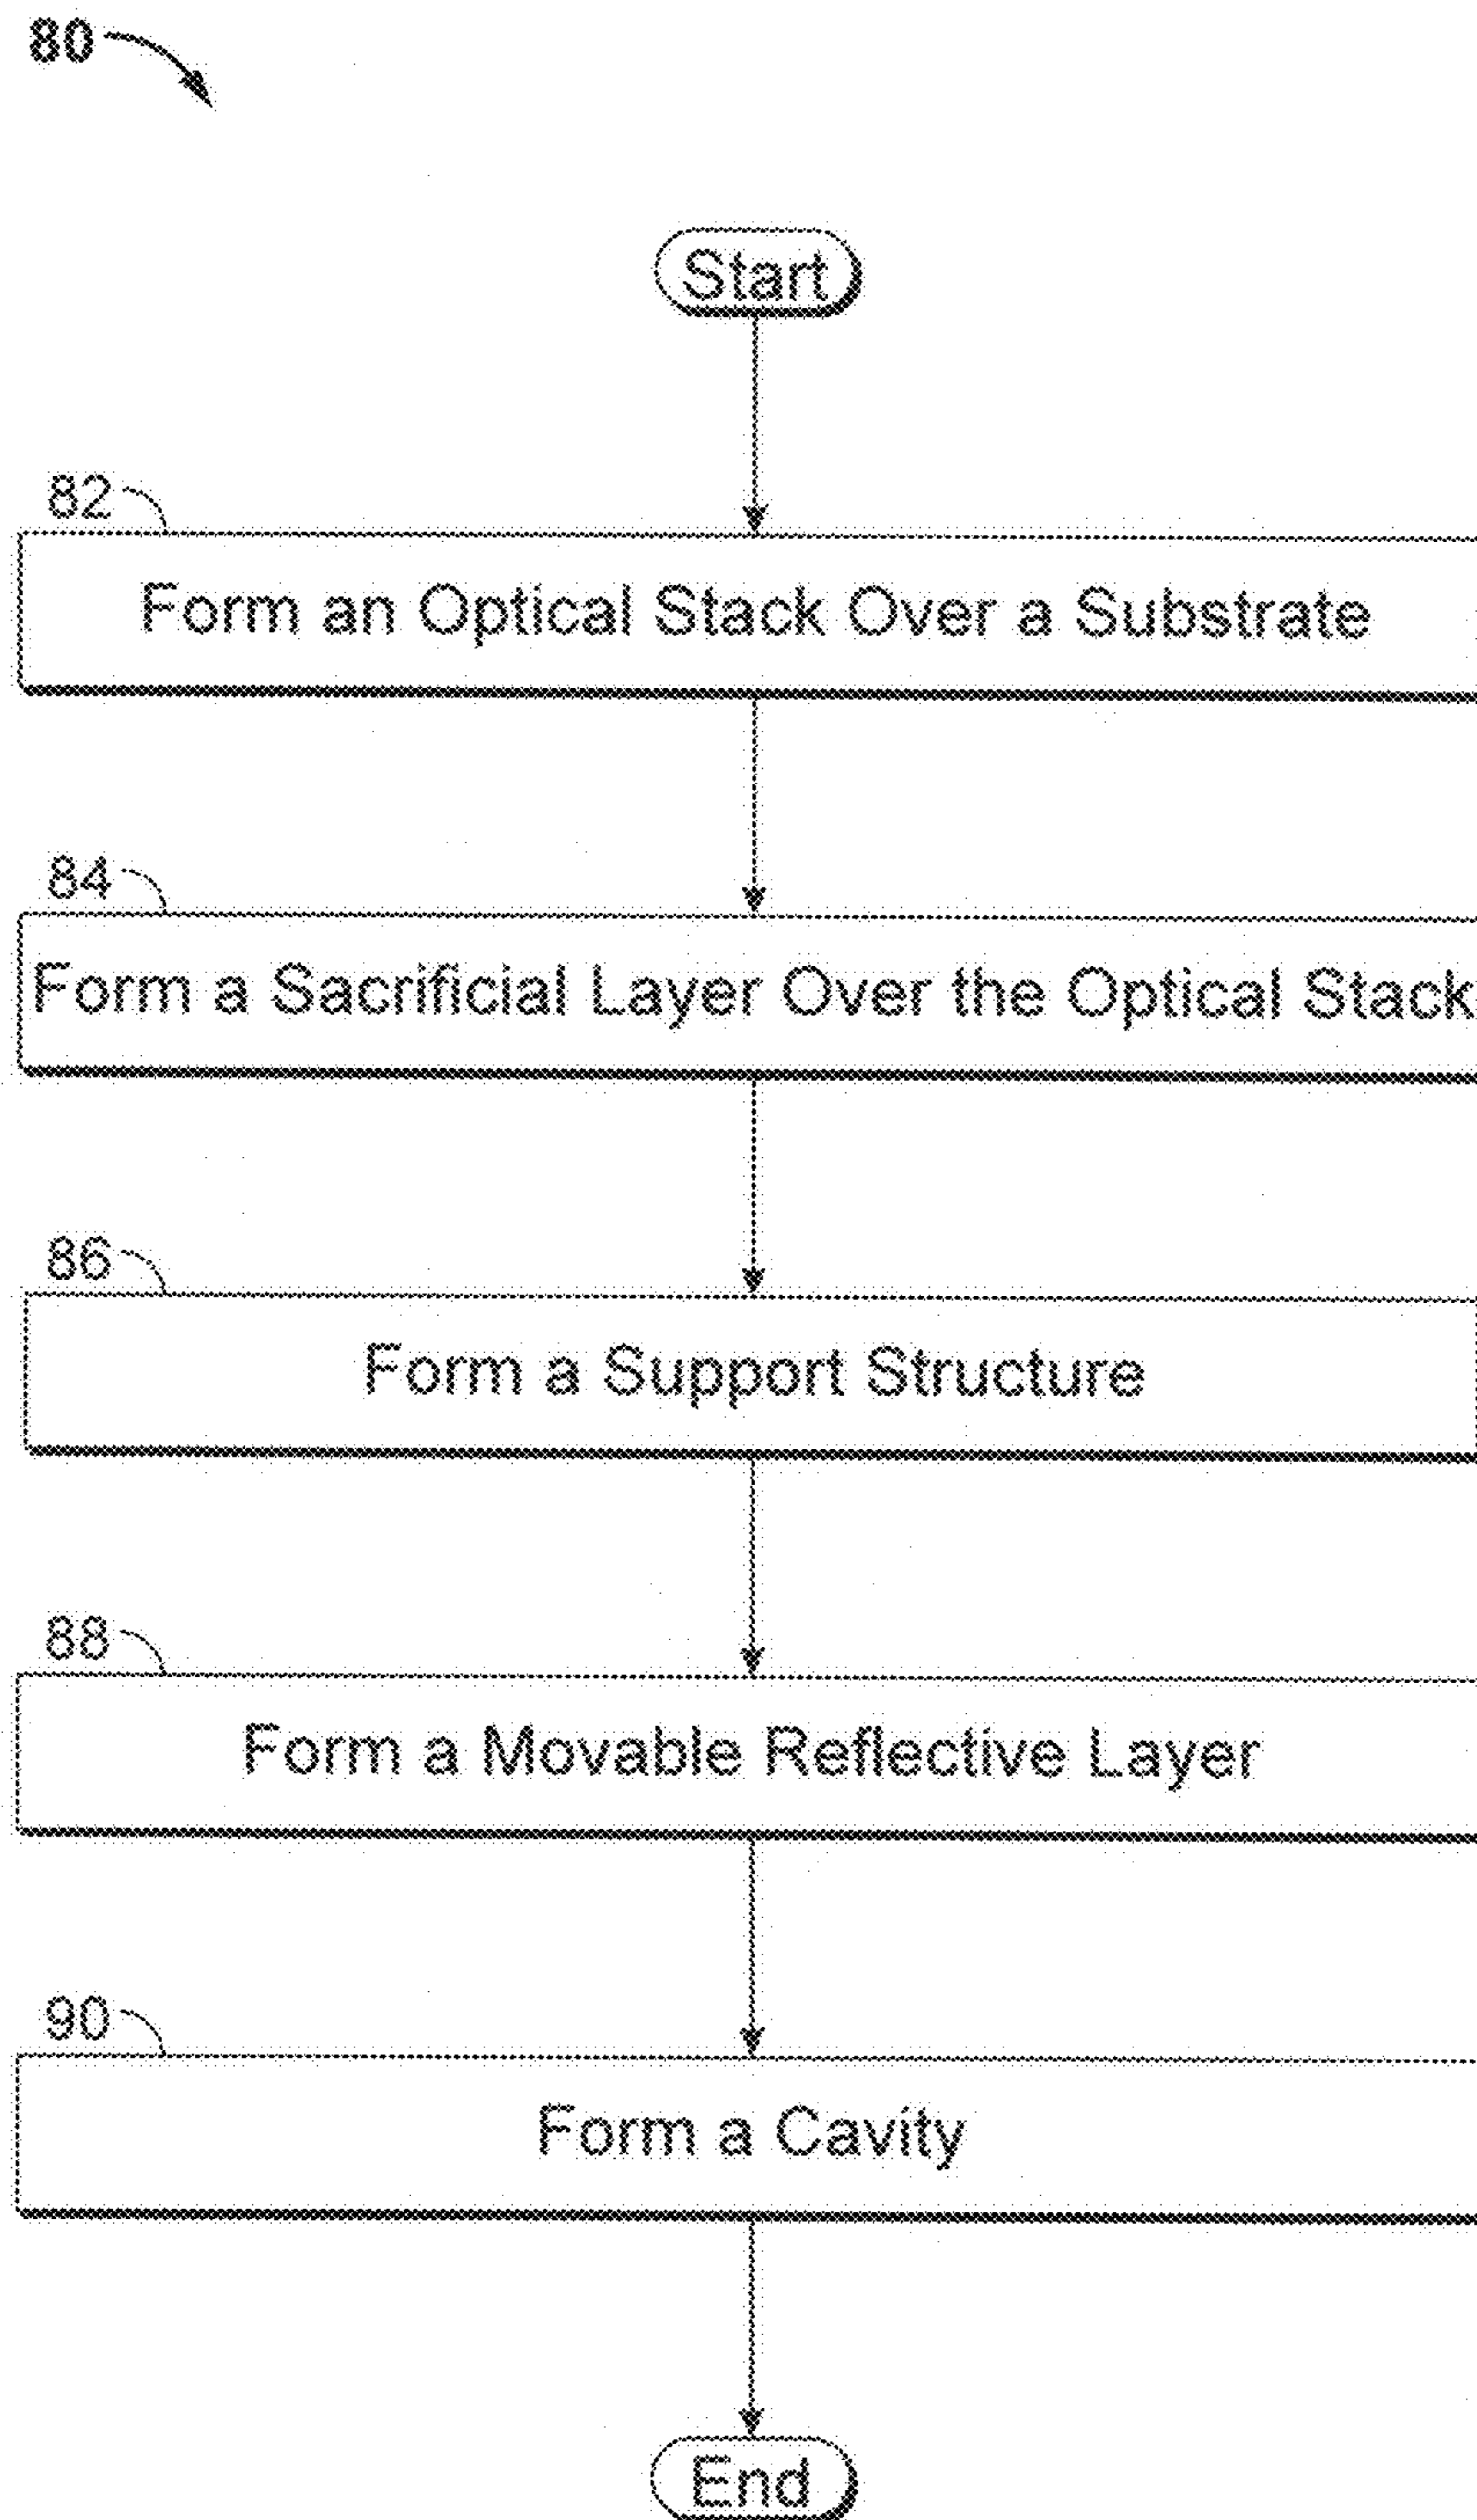 80
Start
82
Form an Optical Stack Over a Substrate
84
Form a Sacrificial Layer Over the Optical Stack
86
Form a Support Structure
88
Form a Movable Reflective Layer
90
Form a Cavity
End